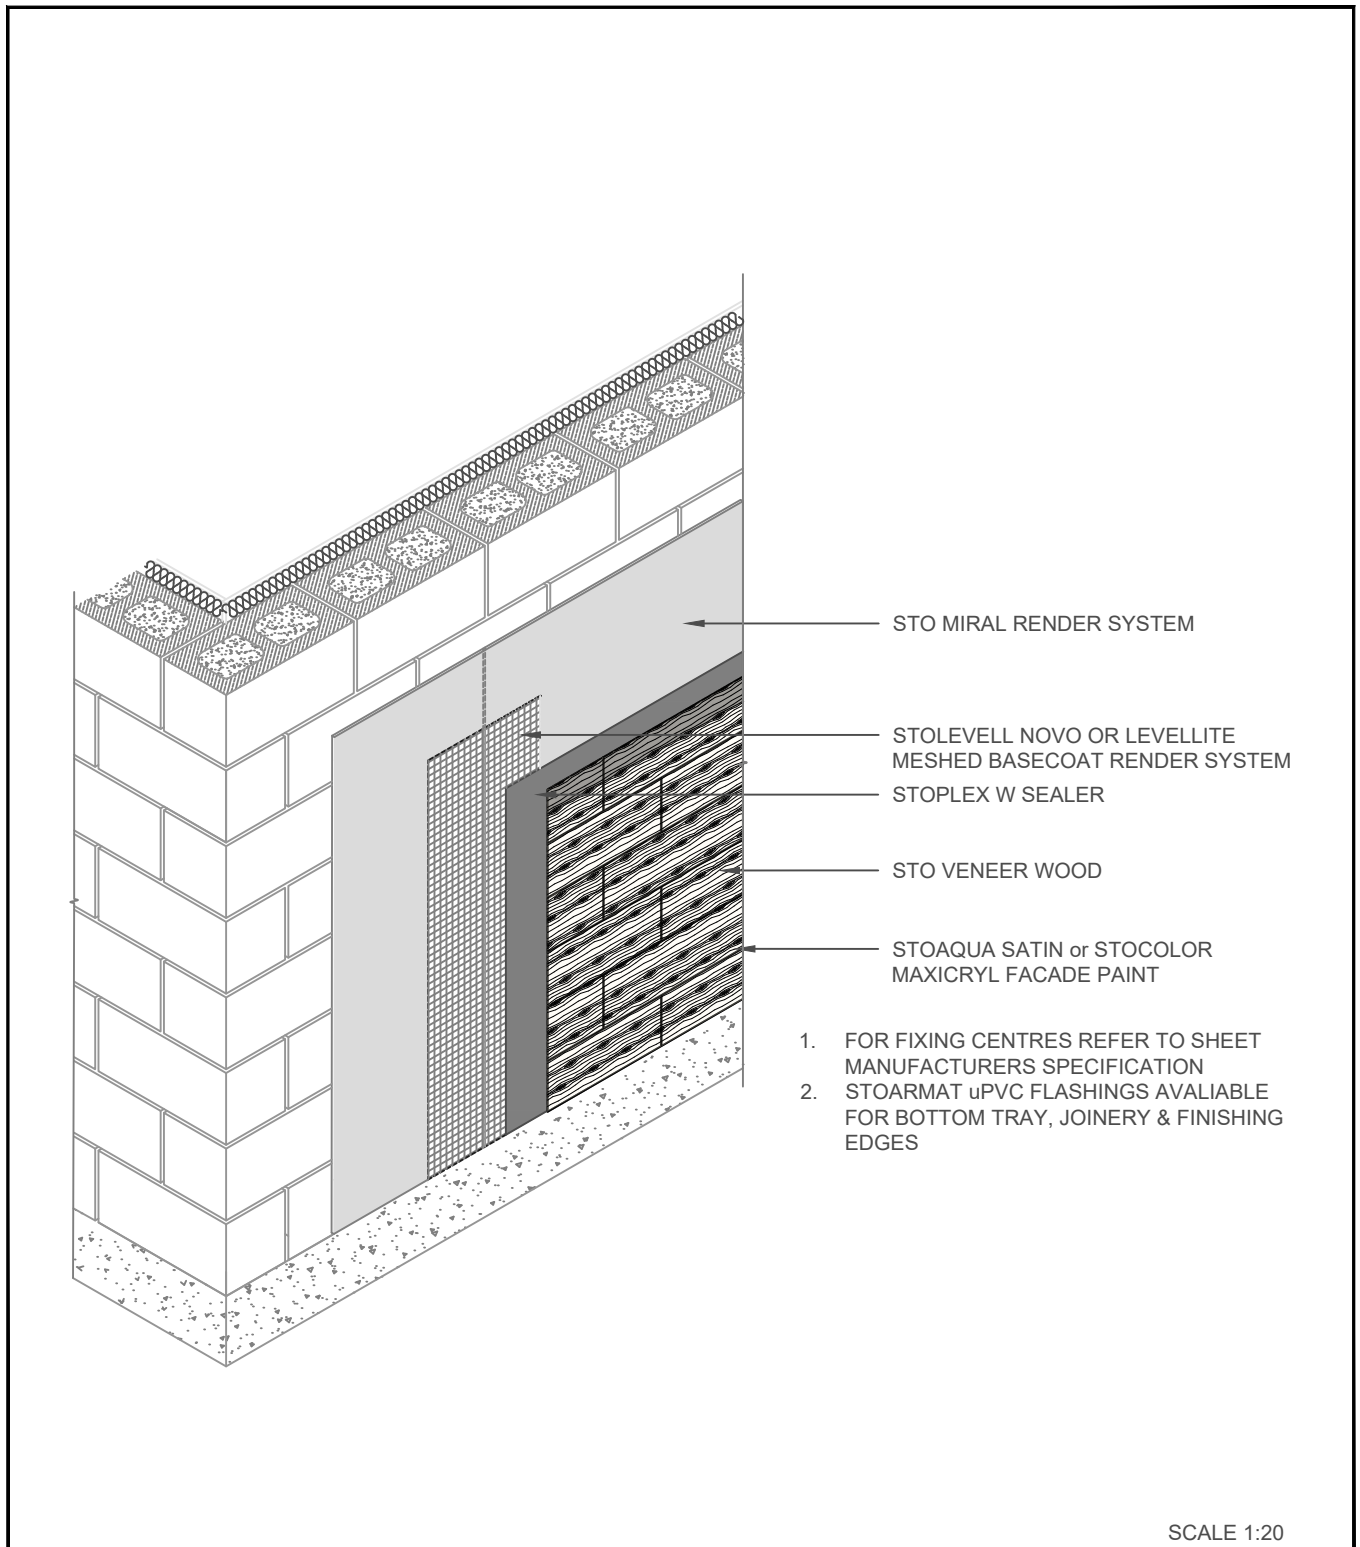 STO MIRAL RENDER SYSTEM
STOLEVELL NOVO OR LEVELLITE
MESHED BASECOAT RENDER SYSTEM
STOPLEX W SEALER
STO VENEER WOOD
STOAQUA SATIN or STOCOLOR
MAXICRYL FACADE PAINT
1. FOR FIXING CENTRES REFER TO SHEET
MANUFACTURERS SPECIFICATION
2. STOARMAT uPVC FLASHINGS AVALIABLE
FOR BOTTOM TRAY, JOINERY & FINISHING
EDGES
SCALE 1:20